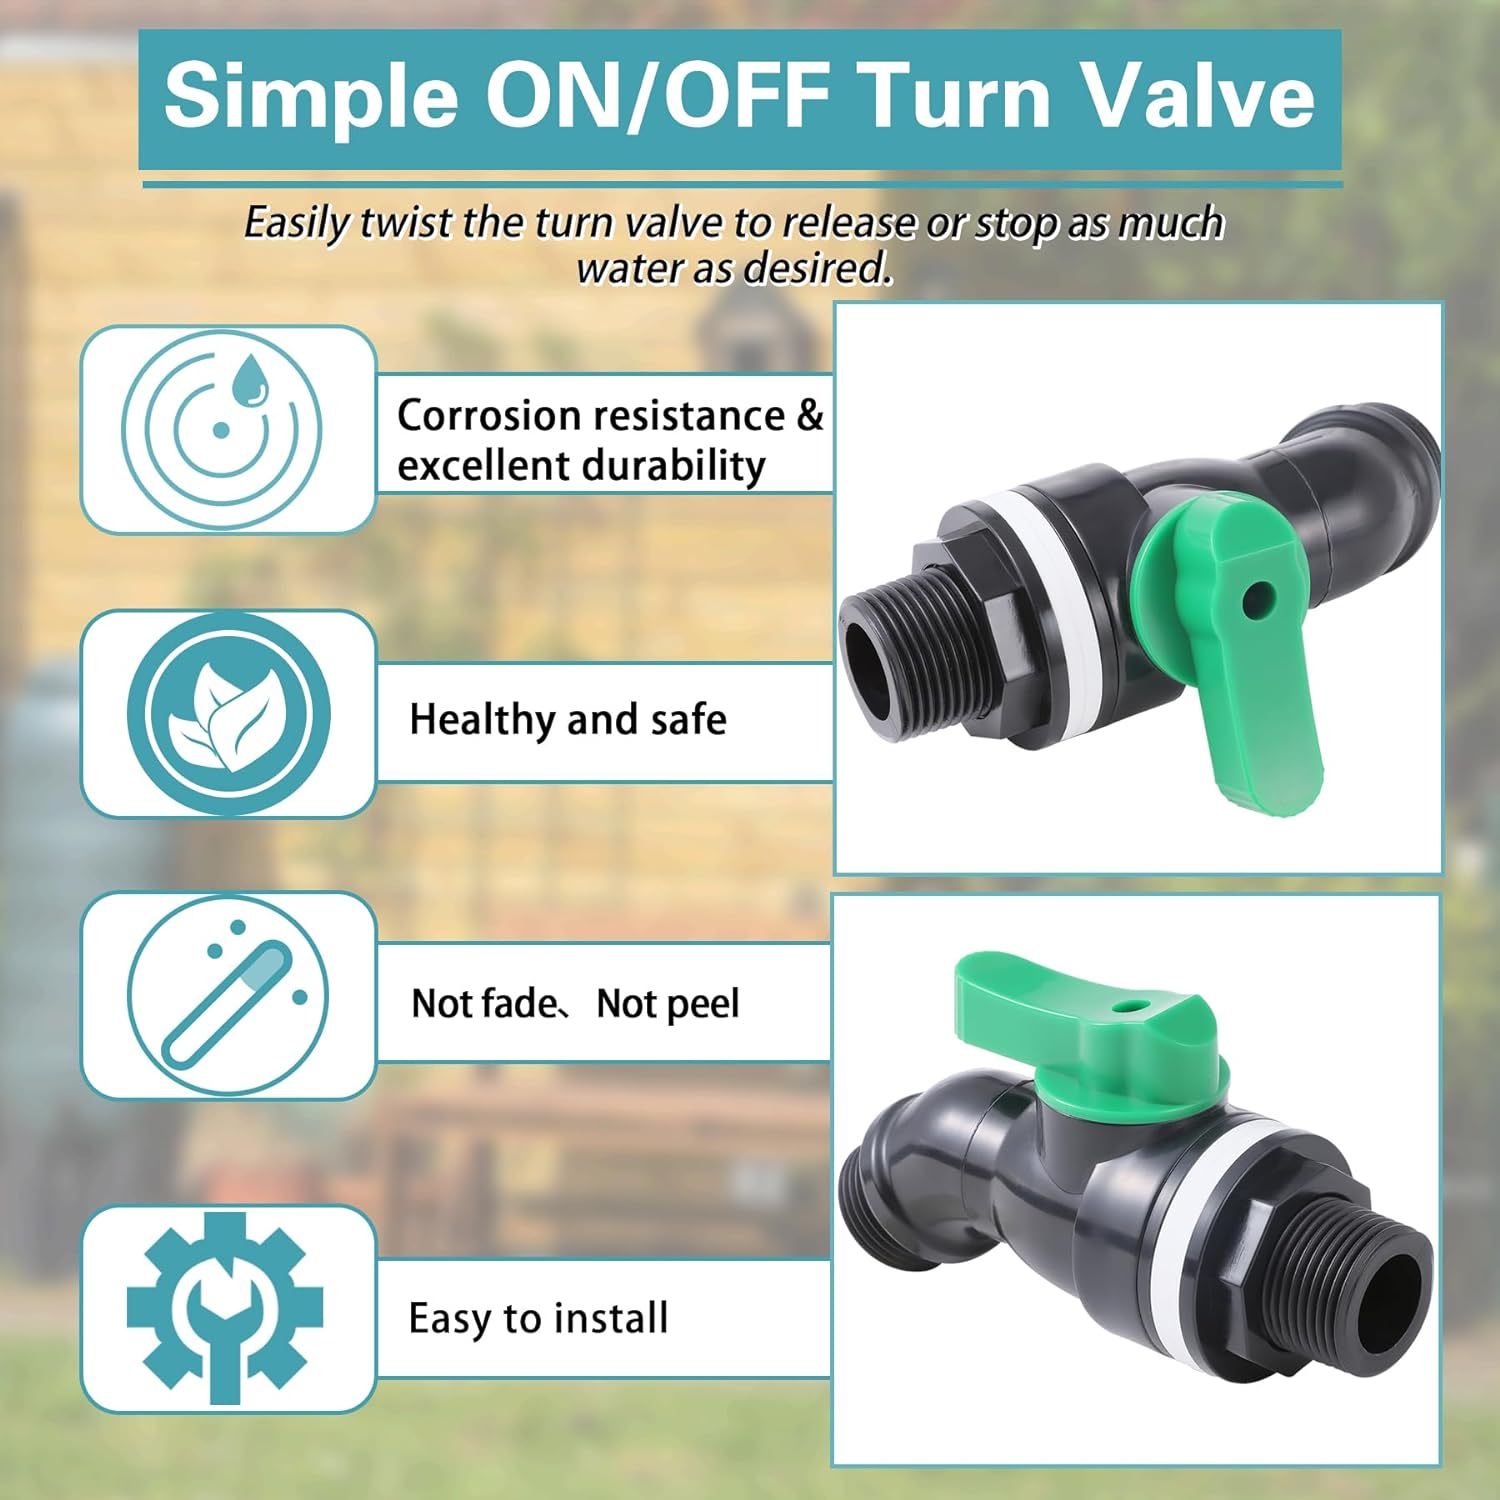 Simple ON/OFF Turn Valve
Easily twist the turn valve to release or stop as much
water as desired.
Corrosion resistance &
excellent durability
Healthy and safe
Not fade、Not peel
Easy to install